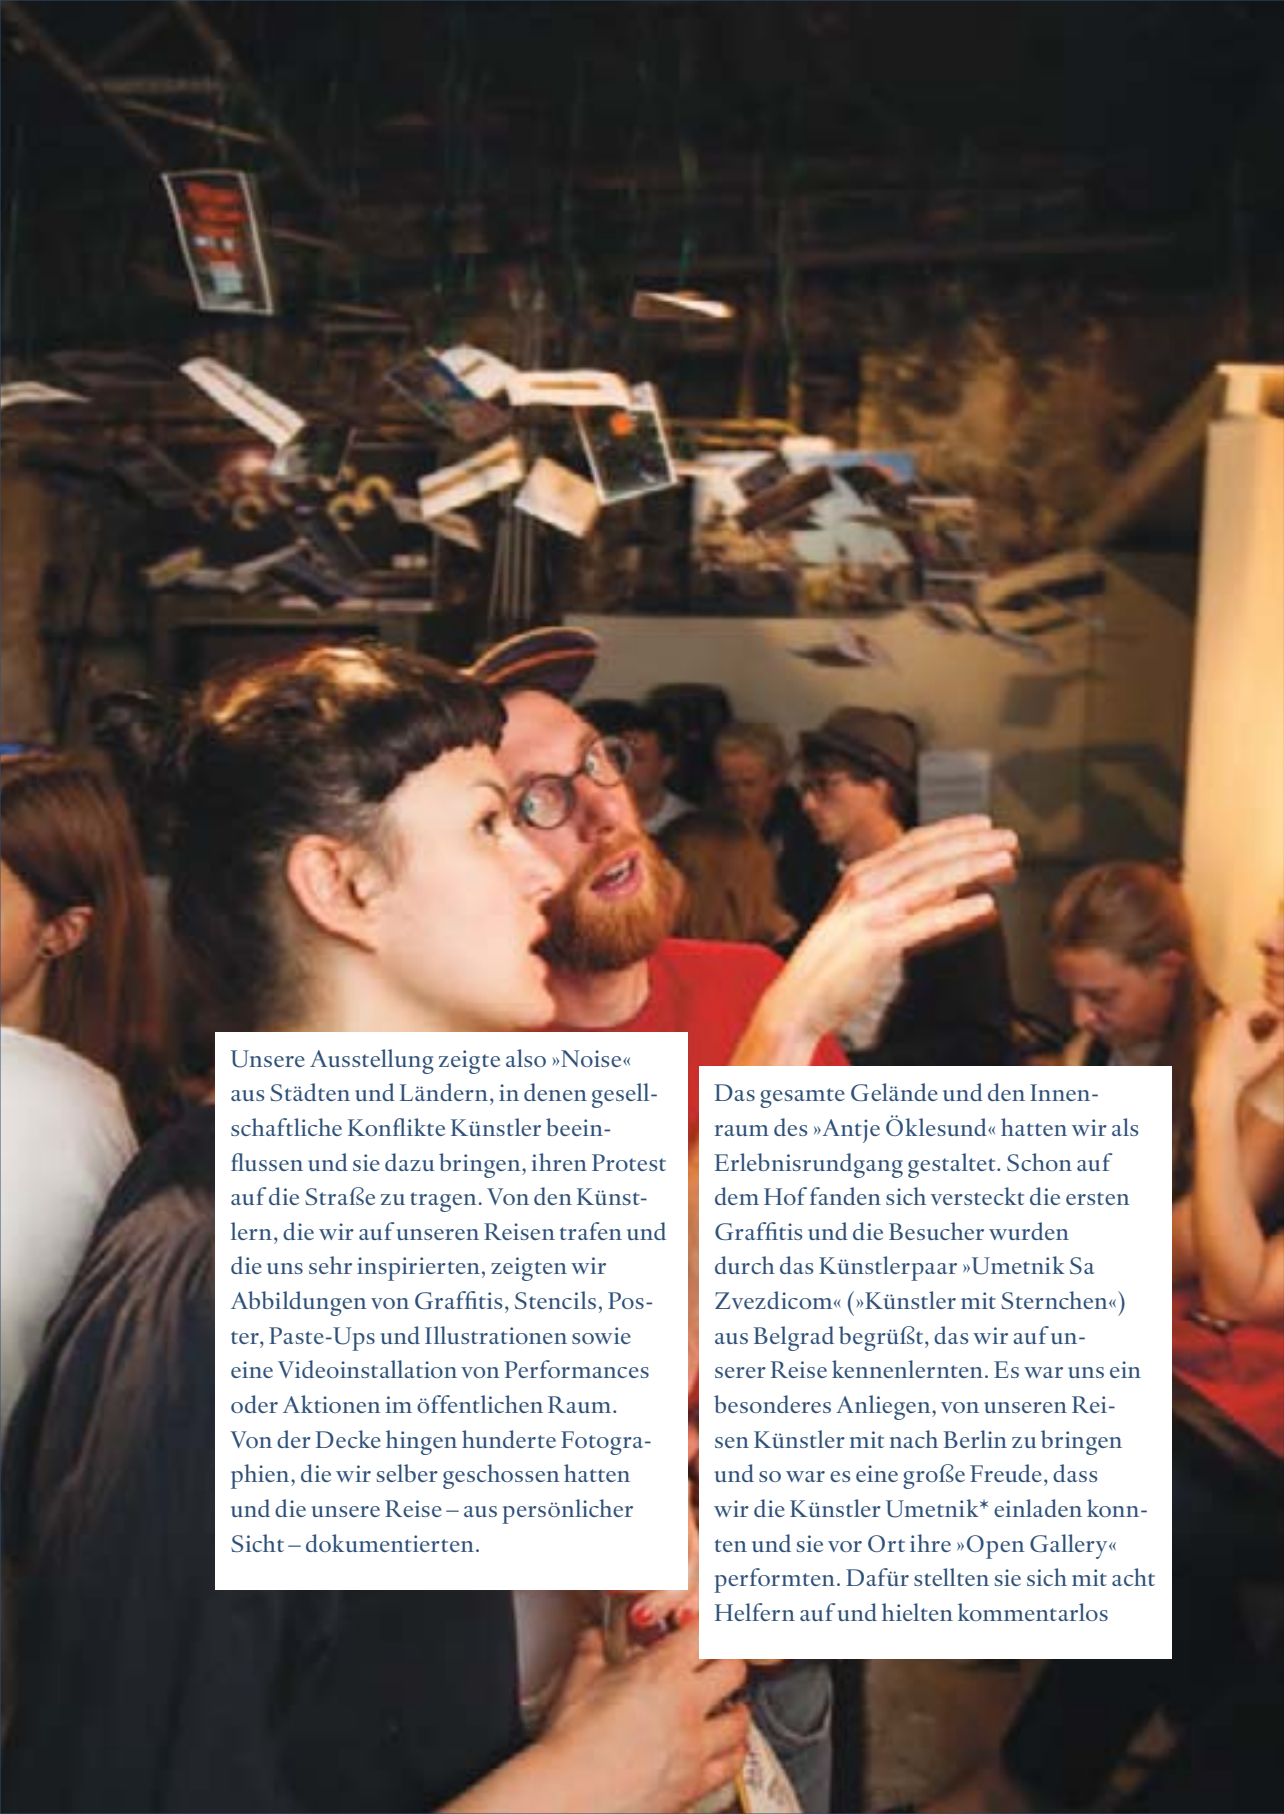 Unsere Ausstellung zeigte also »Noise«
aus Städten und Ländern, in denen gesell-
schaftliche Konflikte Künstler beein-
flussen und sie dazu bringen, ihren Protest
auf die Straße zu tragen. Von den Künst-
lern, die wir auf unseren Reisen trafen und
die uns sehr inspirierten, zeigten wir
Abbildungen von Graffitis, Stencils, Pos-
ter, Paste-Ups und Illustrationen sowie
eine Videoinstallation von Performances
oder Aktionen im öffentlichen Raum.
Von der Decke hingen hunderte Fotogra-
phien, die wir selber geschossen hatten
und die unsere Reise – aus persönlicher
Sicht – dokumentierten.
Das gesamte Gelände und den Innen-
raum des »Antje Öklesund« hatten wir als
Erlebnisrundgang gestaltet. Schon auf
dem Hof fanden sich versteckt die ersten
Graffitis und die Besucher wurden
durch das Künstlerpaar »Umetnik Sa
Zvezdicom« (»Künstler mit Sternchen«)
aus Belgrad begrüßt, das wir auf un-
serer Reise kennenlernten. Es war uns ein
besonderes Anliegen, von unseren Rei-
sen Künstler mit nach Berlin zu bringen
und so war es eine große Freude, dass
wir die Künstler Umetnik* einladen konn-
ten und sie vor Ort ihre »Open Gallery«
performten. Dafür stellten sie sich mit acht
Helfern auf und hielten kommentarlos